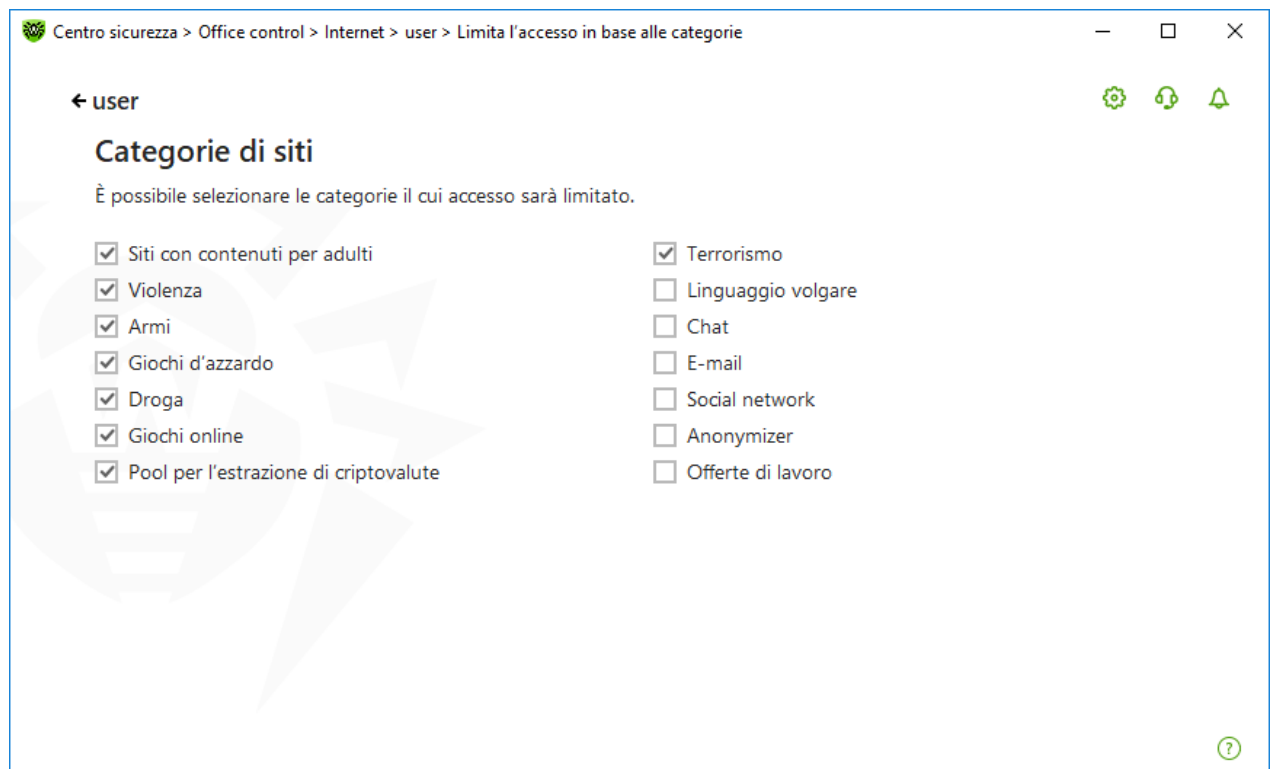 Centro sicurezza > Office control > Internet > user > Limita l'accesso in base alle categorie
user
Categorie di siti
È possibile selezionare le categorie il cui accesso sarà limitato.
Siti con contenuti per adulti
Violenza
Armi
Giochi d'azzardo
Droga
Giochi online
Pool per l'estrazione di criptovalute
Terrorismo
Linguaggio volgare
Chat
E-mail
Social network
Anonymizer
Offerte di lavoro
?